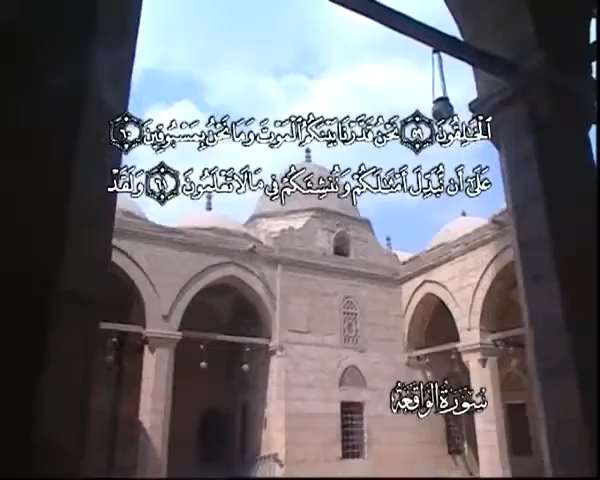 ٱلْخَـٰلِقُونَ ٥٩ نَحْنُ قَدَّرْنَا بَيْنَكُمُ ٱلْمَوْتَ وَمَا نَحْنُ بِمَسْبُوقِينَ ٦٠
عَلَىٰٓ أَن نُّبَدِّلَ أَمْثَـٰلَكُمْ وَنُنشِئَكُمْ فِى مَا لَا تَعْلَمُونَ ٦١ وَلَقَدْ
سُورَةُ الْوَاقِعَةِ